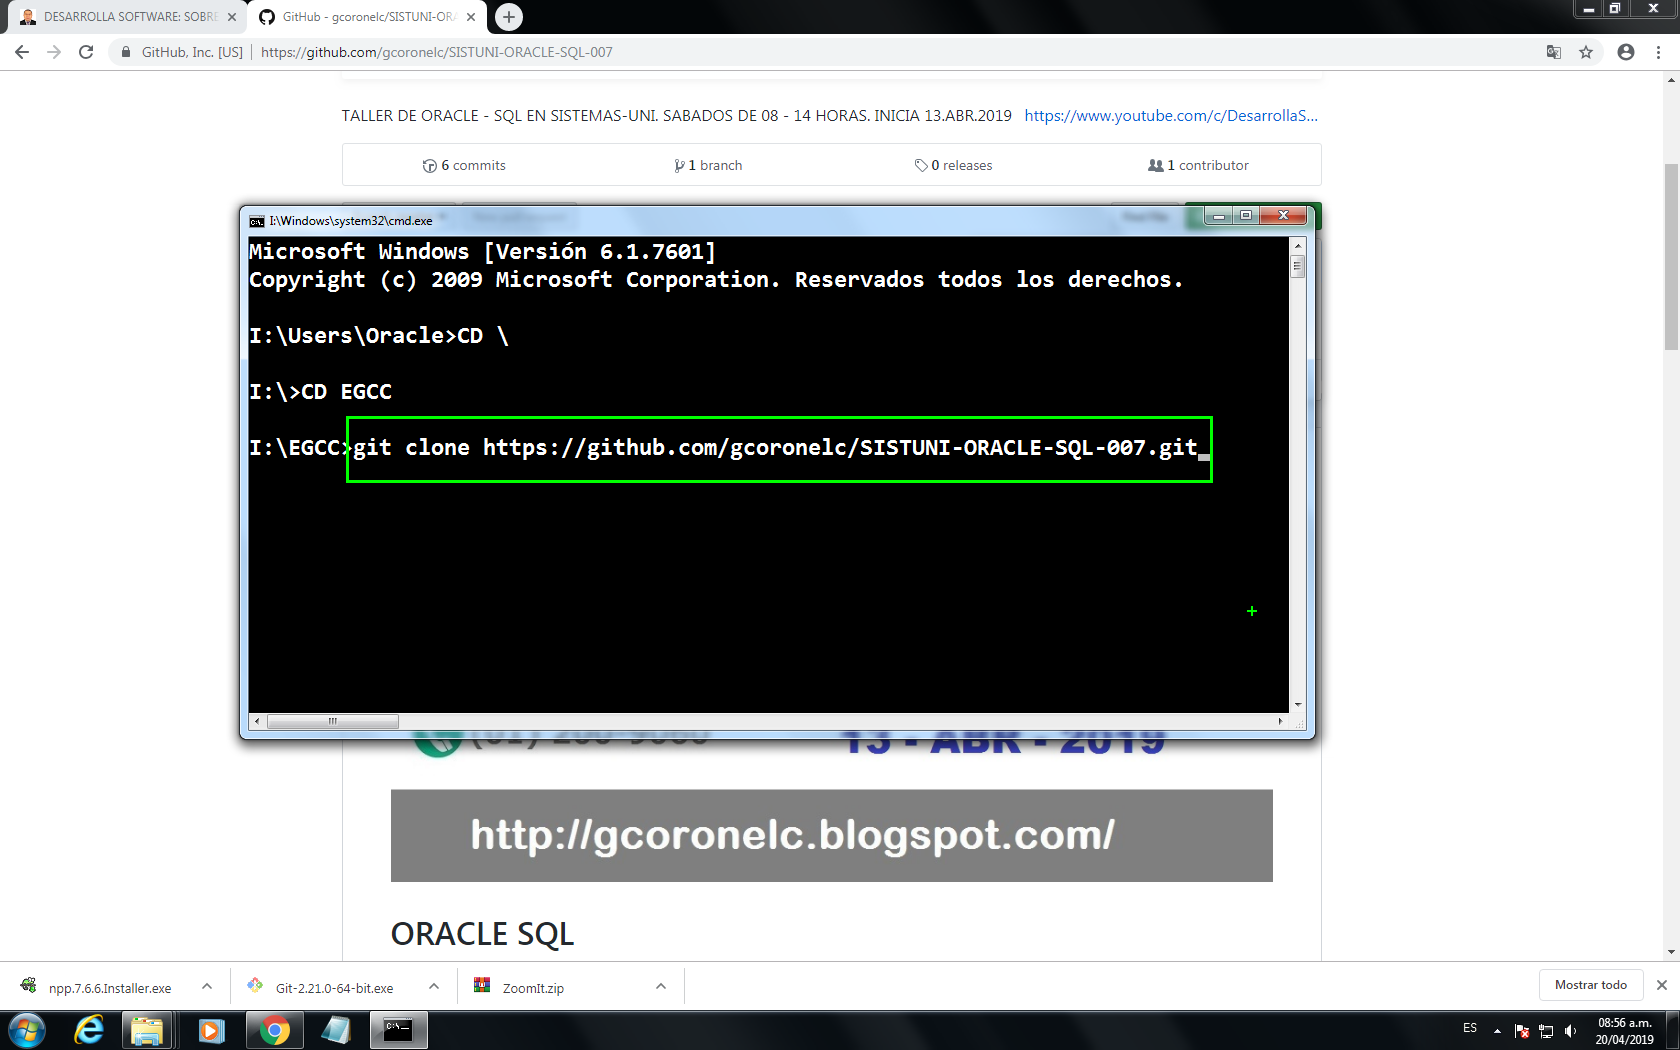 DESARROLLA SOFTWARE: SOBRE
GitHub - gcoronelc/SISTUNI-ORA
GitHub, Inc. [US] | https://github.com/gcoronelc/SISTUNI-ORACLE-SQL-007
TALLER DE ORACLE - SQL EN SISTEMAS-UNI. SABADOS DE 08 - 14 HORAS. INICIA 13.ABR.2019 https://www.youtube.com/c/DesarrollaS...
6 commits
1 branch
0 releases
1 contributor
I:\Windows\system32\cmd.exe
Microsoft Windows [Versión 6.1.7601]
Copyright (c) 2009 Microsoft Corporation. Reservados todos los derechos.
I:\Users\Oracle>CD \
I:\>CD EGCC
I:\EGCC>git clone https://github.com/gcoronelc/SISTUNI-ORACLE-SQL-007.git
13 - ABR - 2019
http://gcoronelc.blogspot.com/
ORACLE SQL
npp.7.6.6.Installer.exe
Git-2.21.0-64-bit.exe
ZoomIt.zip
Mostrar todo
ES
08:56 a.m.
20/04/2019